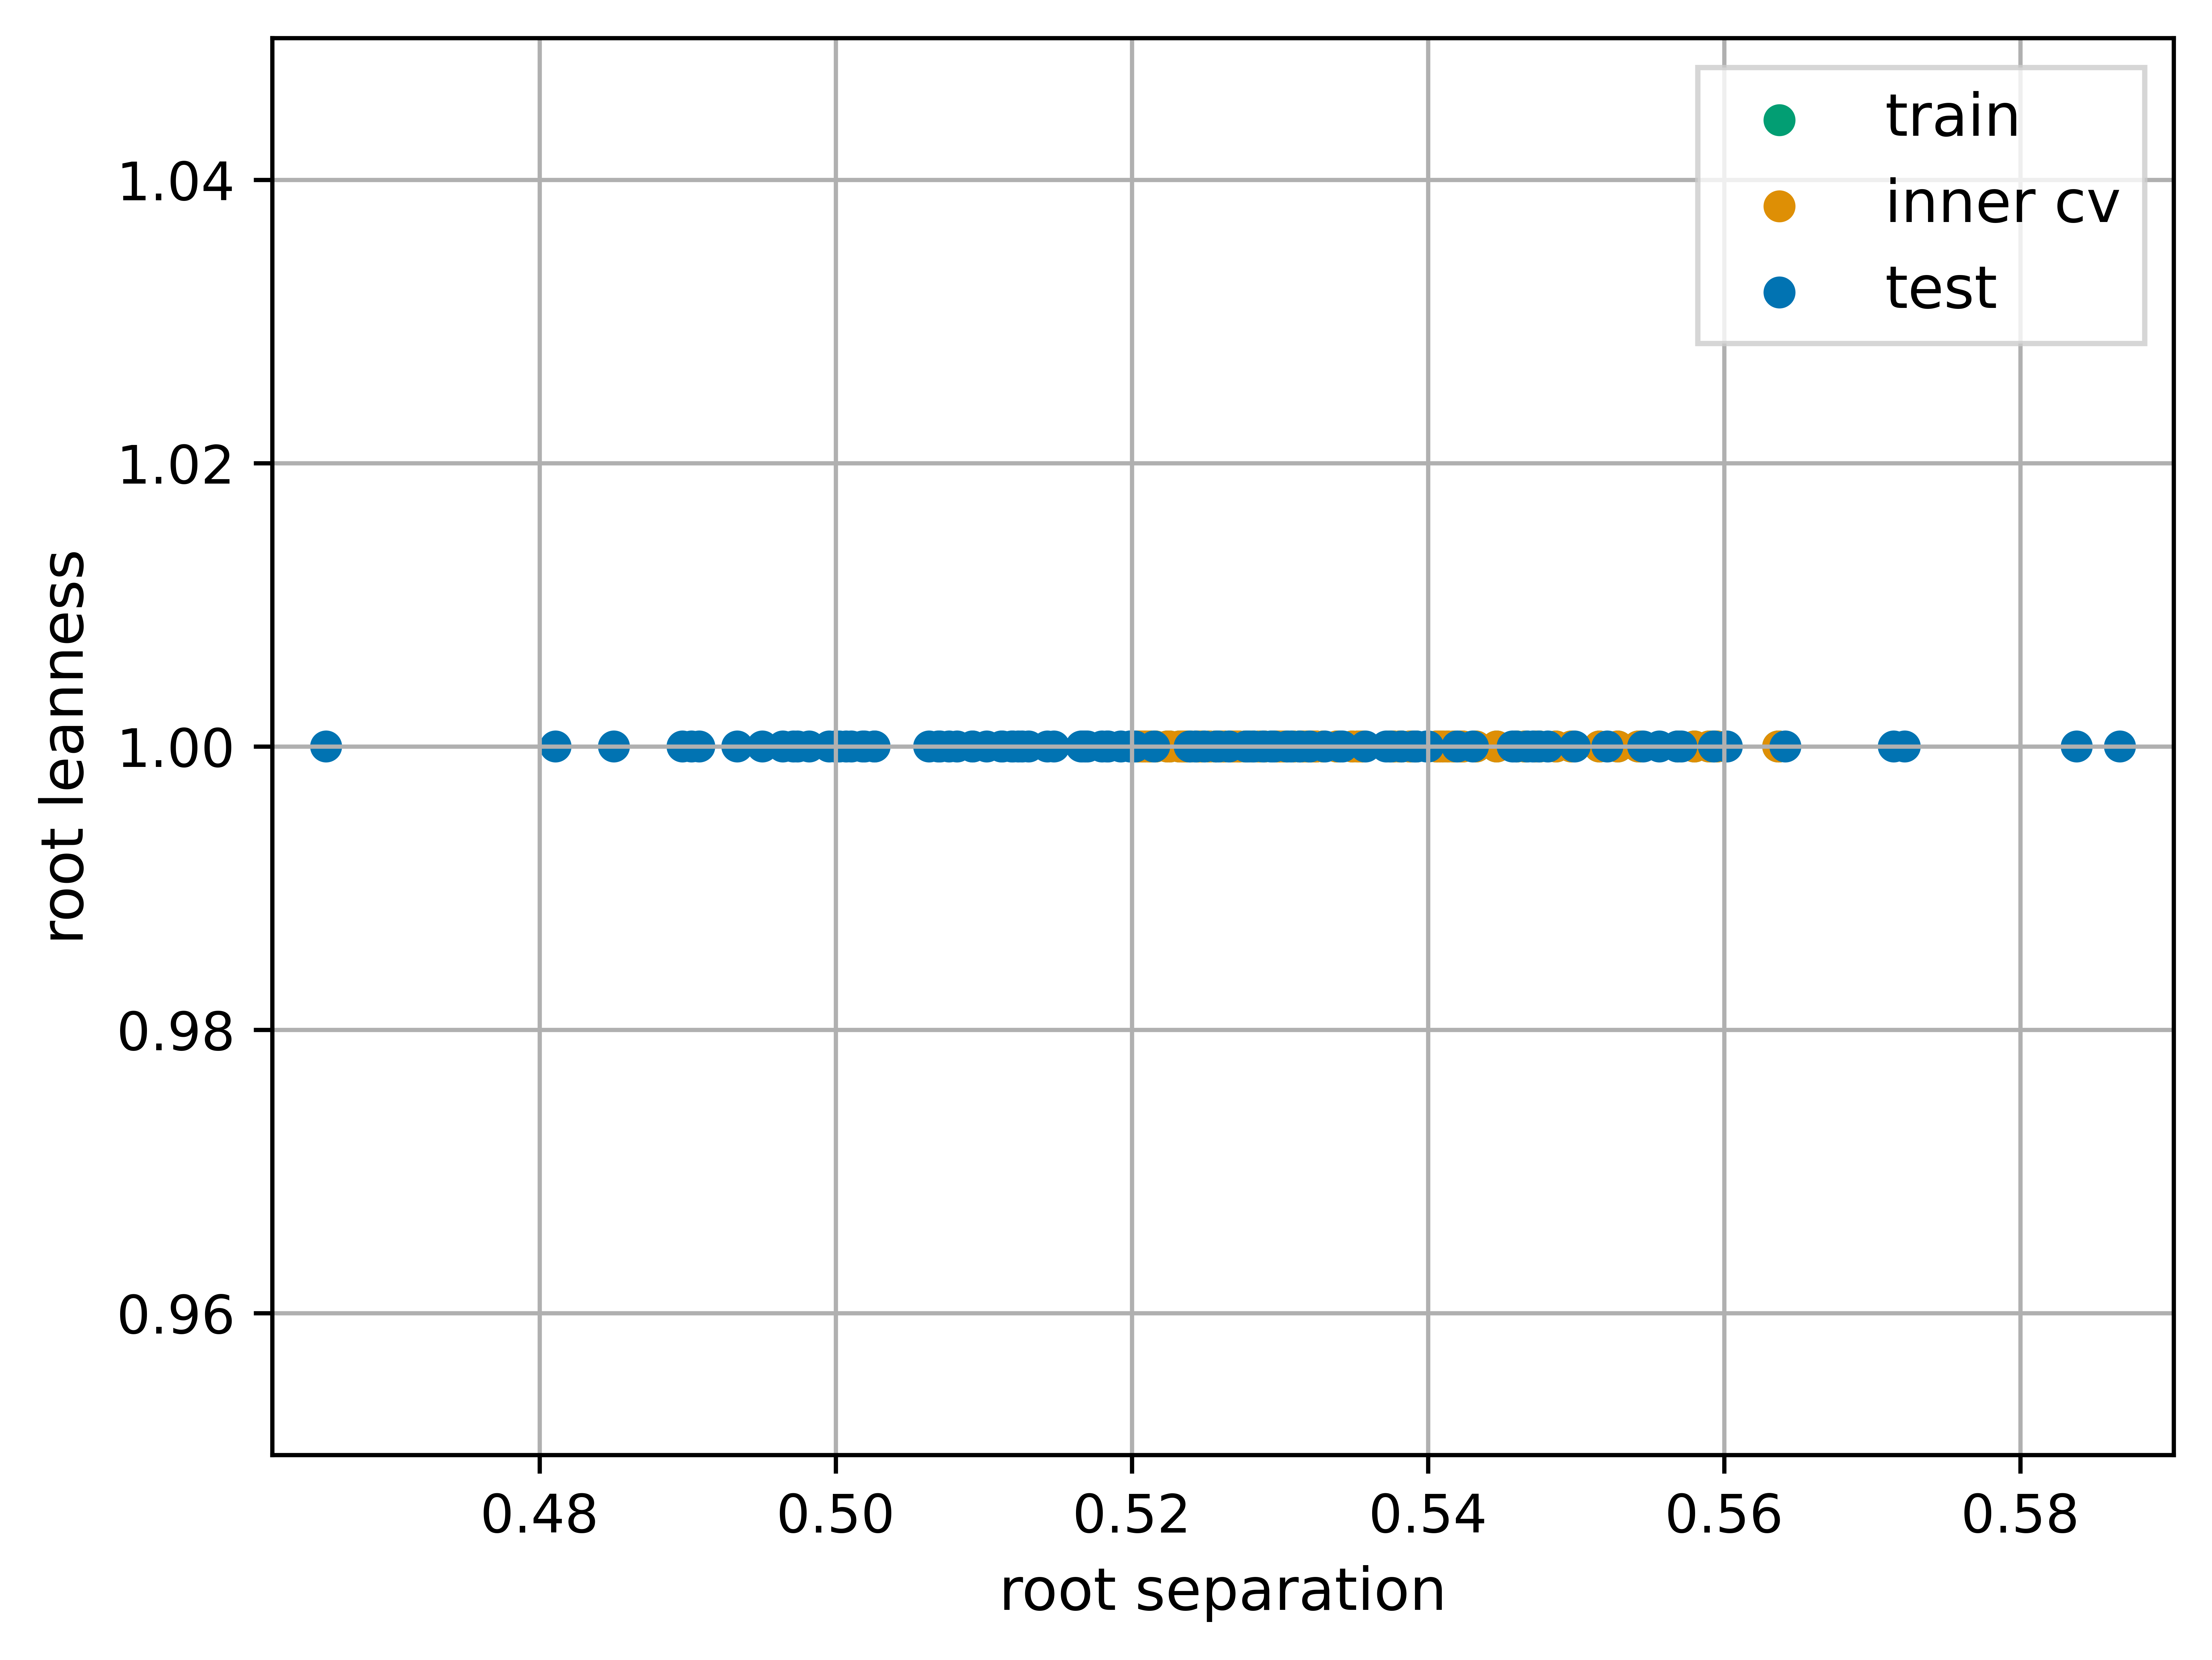 train
inner cv
test
1.04
1.02
1.00
0.98
0.96
root leanness
0.48 0.50 0.52 0.54 0.56 0.58
root separation